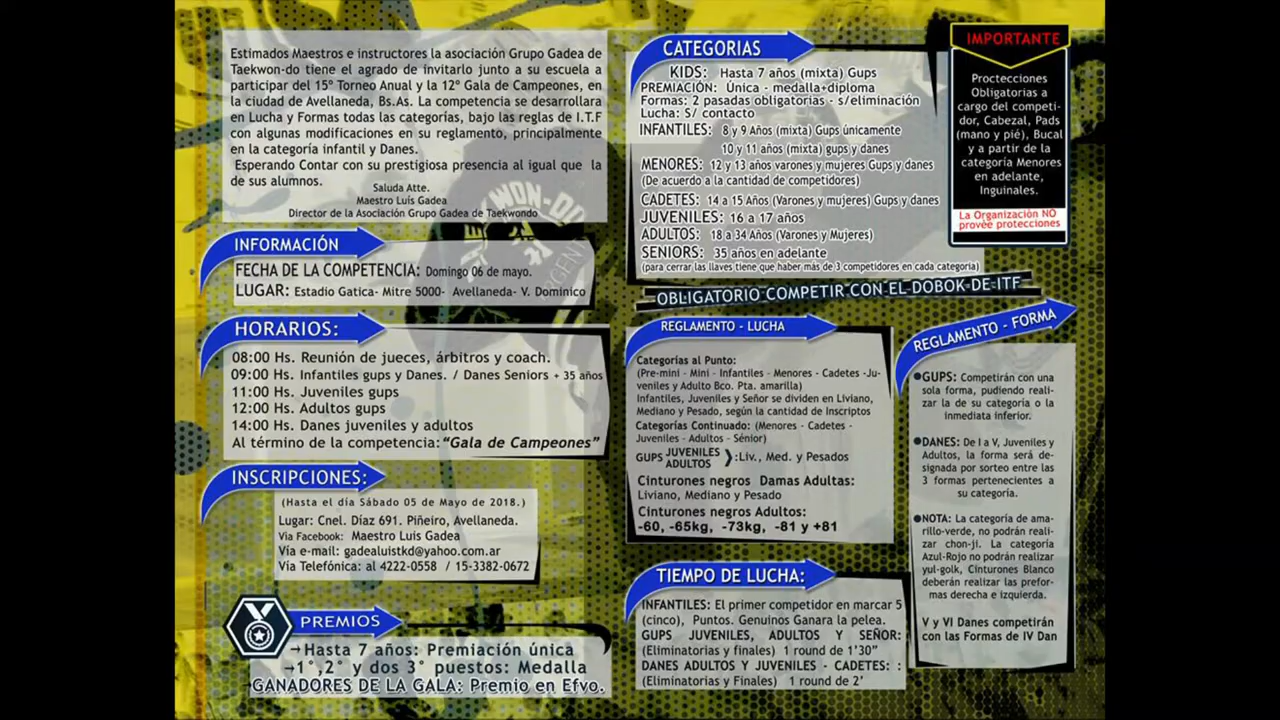 Estimados Maestros e instructores la asociación Grupo Gadea de
Taekwon-do tiene el agrado de invitarlo junto a su escuela a
participar del 15º Torneo Anual y la 12º Gala de Campeones, en
la ciudad de Avellaneda, Bs.As. La competencia se desarrollara
en Lucha y Formas todas las categorías, bajo las reglas de I.T.F
con algunas modificaciones en su reglamento, principalmente
en la categoría infantil y Danes.
Esperando Contar con su prestigiosa presencia al igual que la
de sus alumnos.
Saluda Atte.
Maestro Luís Gadea
Director de la Asociación Grupo Gadea de Taekwondo
INFORMACIÓN
FECHA DE LA COMPETENCIA: Domingo 06 de mayo.
LUGAR: Estadio Gatica- Mitre 5000- Avellaneda- V. Dominico
HORARIOS:
08:00 Hs. Reunión de jueces, árbitros y coach.
09:00 Hs. Infantiles gups y Danes. / Danes Seniors + 35 años
11:00 Hs. Juveniles gups
12:00 Hs. Adultos gups
14:00 Hs. Danes juveniles y adultos
Al término de la competencia: “Gala de Campeones”
INSCRIPCIONES:
(Hasta el día Sábado 05 de Mayo de 2018.)
Lugar: Cnel. Díaz 691. Piñeiro, Avellaneda.
Via Facebook: Maestro Luis Gadea
Vía e-mail: gadealuistkd@yahoo.com.ar
Vía Telefónica: al 4222-0558 / 15-3382-0672
PREMIOS
→Hasta 7 años: Premiación única
→1°,2° y dos 3° puestos: Medalla
GANADORES DE LA GALA: Premio en Efvo.
CATEGORIAS
KIDS: Hasta 7 años (mixta) Gups
PREMIACIÓN: Única - medalla+diploma
Formas: 2 pasadas obligatorias - s/eliminación
Lucha: S/ contacto
INFANTILES: 8 y 9 Años (mixta) Gups únicamente
10 y 11 años (mixta) gups y danes
MENORES: 12 y 13 años varones y mujeres Gups y danes
(De acuerdo a la cantidad de competidores)
CADETES: 14 a 15 Años (Varones y mujeres) Gups y danes
JUVENILES: 16 a 17 años
ADULTOS: 18 a 34 Años (Varones y Mujeres)
SENIORS: 35 años en adelante
(para cerrar las llaves tiene que haber más de 3 competidores en cada categoría)
OBLIGATORIO COMPETIR CON EL DOBOK DE ITF
IMPORTANTE
Proctecciones
Obligatorias a
cargo del competi-
dor, Cabezal, Pads
(mano y pié), Bucal
y a partir de la
categoría Menores
en adelante,
Inguinales.
La Organización NO
provée protecciones
REGLAMENTO - LUCHA
Categorias al Punto:
(Pre-mini - Mini - Infantiles - Menores - Cadetes -Ju-
veniles y Adulto Bco. Pta. amarilla)
Infantiles, Juveniles y Señor se dividen en Liviano,
Mediano y Pesado, según la cantidad de Inscriptos
Categorías Continuado: (Menores - Cadetes -
Juveniles - Adultos - Sénior)
GUPS JUVENILES ADULTOS }:Liv., Med. y Pesados
Cinturones negros Damas Adultas:
Liviano, Mediano y Pesado
Cinturones negros Adultos:
-60, -65kg, -73kg, -81 y +81
TIEMPO DE LUCHA:
INFANTILES: El primer competidor en marcar 5
(cinco), Puntos. Genuinos Ganara la pelea.
GUPS JUVENILES, ADULTOS Y SEÑOR:
(Eliminatorias y finales) 1 round de 1’30”
DANES ADULTOS Y JUVENILES - CADETES: :
(Eliminatorias y Finales) 1 round de 2’
REGLAMENTO - FORMA
●GUPS: Competirán con una
sola forma, pudiendo reali-
zar la de su categoría o la
inmediata inferior.
●DANES: De I a V, Juveniles y
Adultos, la forma será de-
signada por sorteo entre las
3 formas pertenecientes a
su categoría.
●NOTA: La categoría de ama-
rillo-verde, no podrán reali-
zar chon-ji. La categoría
Azul-Rojo no podrán realizar
yul-golk, Cinturones Blanco
deberán realizar las prefor-
mas derecha e izquierda.
V y VI Danes competirán
con las Formas de IV Dan